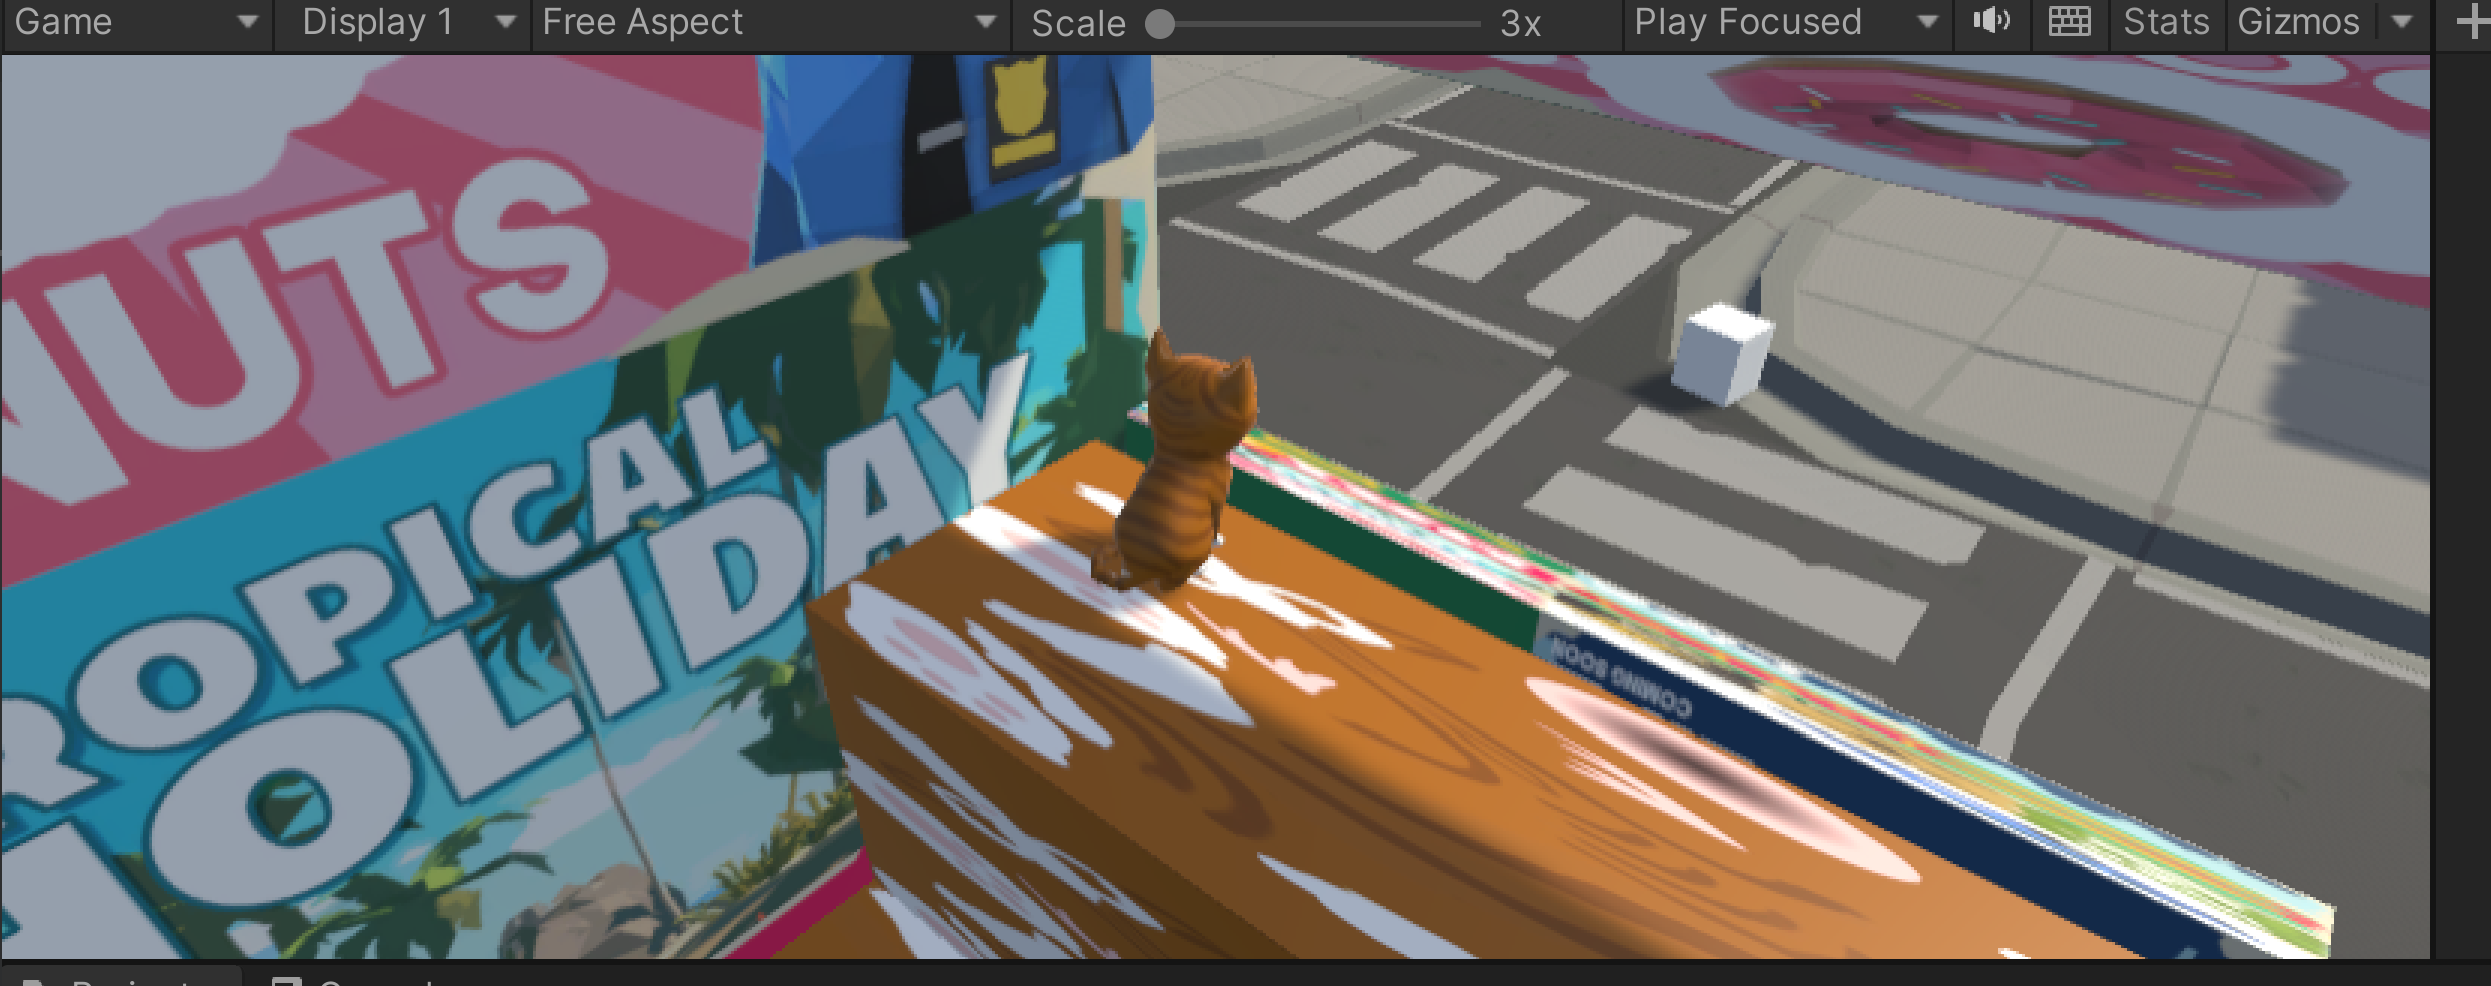 Game Display 1 Free Aspect Scale 3x Play Focused Stats Gizmos
NUTS
ROPICAL
OLIDAY
COMING SOON